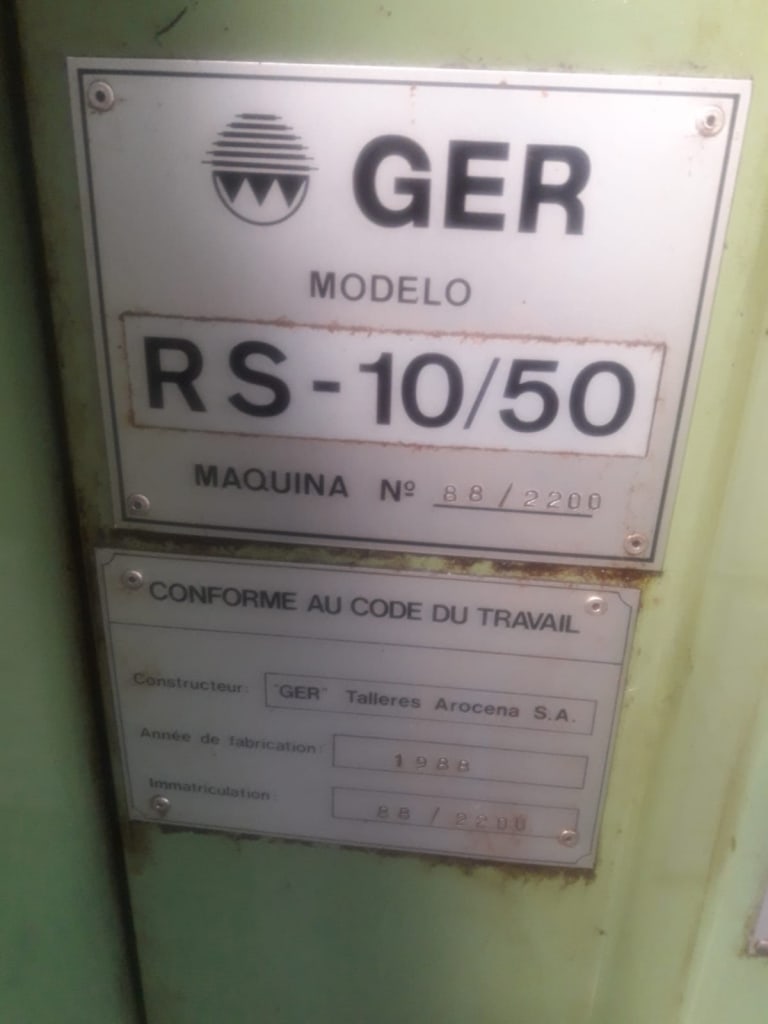 GER
MODELO
RS-10/50
MAQUINA Nº 88/2200
CONFORME AU CODE DU TRAVAIL
Constructeur: "GER" Talleres Arocena S.A.
Année de fabrication: 1988
Immatriculation: 88/2200